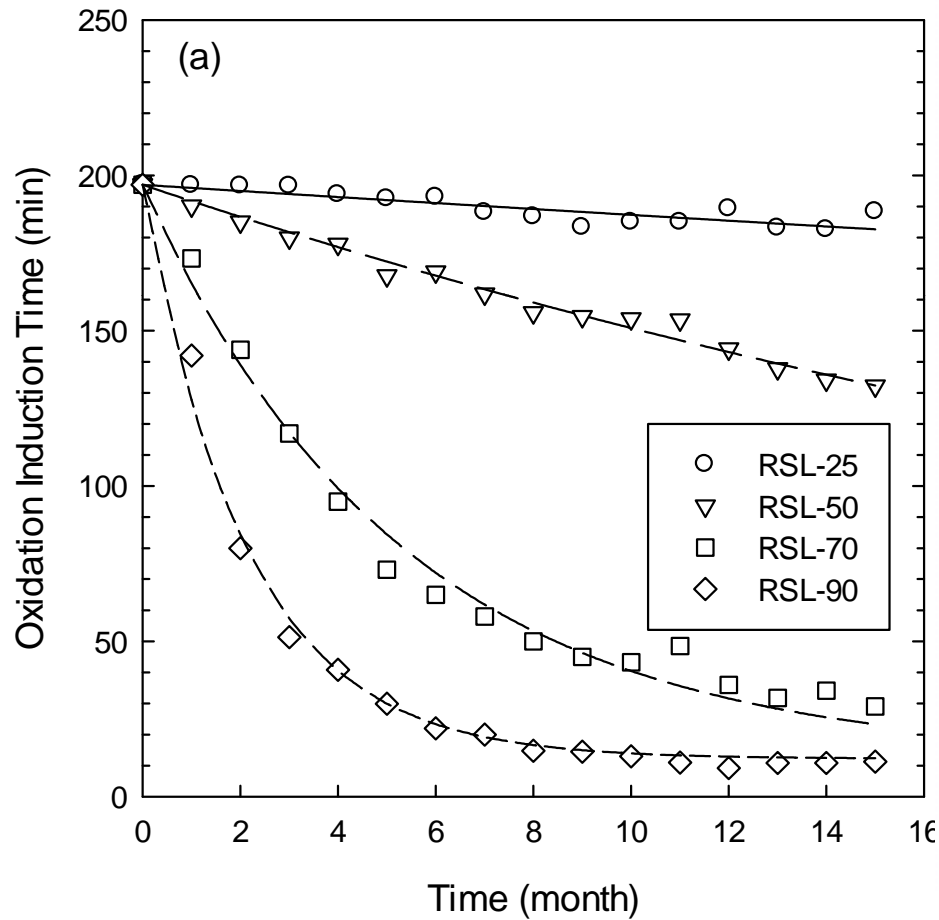 (a)
Oxidation Induction Time (min)
250
200
150
100
50
0
RSL-25
RSL-50
RSL-70
RSL-90
0 2 4 6 8 10 12 14 16
Time (month)